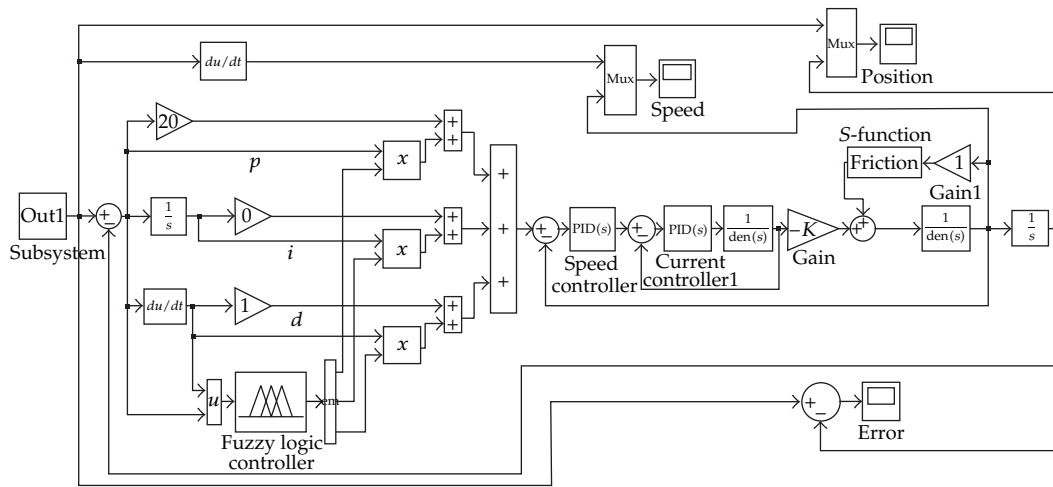 Mux
Position
du/dt
Mux
Speed
20
+
+
p
x
S-function
Friction
1
Gain1
Out1
Subsystem
+
−
1
s
0
i
+
+
x
+
+
+
+
−
PID(s)
Speed
controller
+
−
PID(s)
Current
controller1
1
den(s)
−K
Gain
+
+
1
den(s)
1
s
du/dt
1
d
+
+
x
u
Fuzzy logic
controller
em
+
−
Error